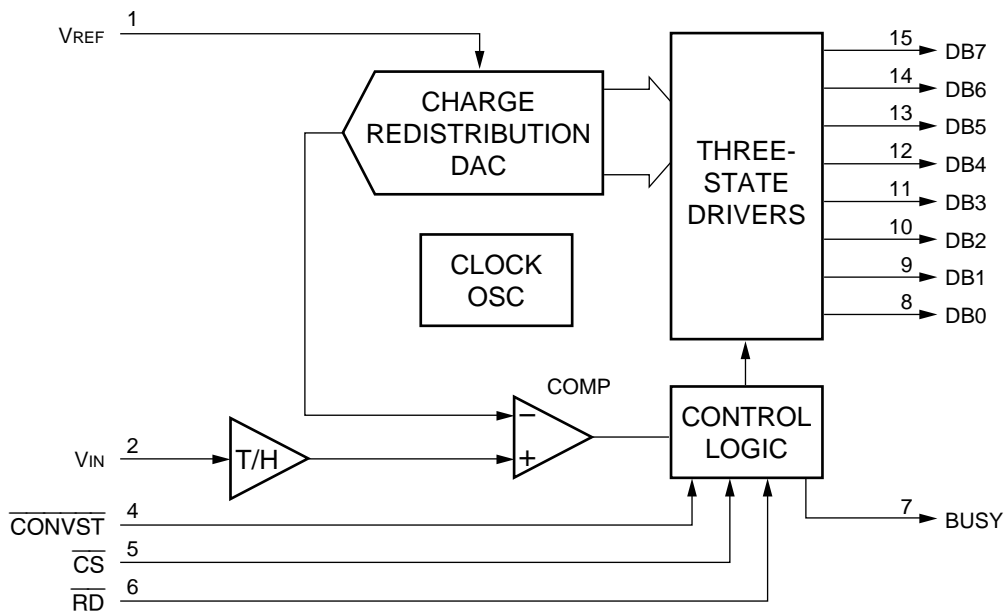 VREF
1
CHARGE
REDISTRIBUTION
DAC
THREE-
STATE
DRIVERS
15
DB7
14
DB6
13
DB5
12
DB4
11
DB3
10
DB2
9
DB1
8
DB0
CLOCK
OSC
COMP
−
+
CONTROL
LOGIC
VIN
2
T/H
CONVST
4
CS
5
RD
6
7
BUSY